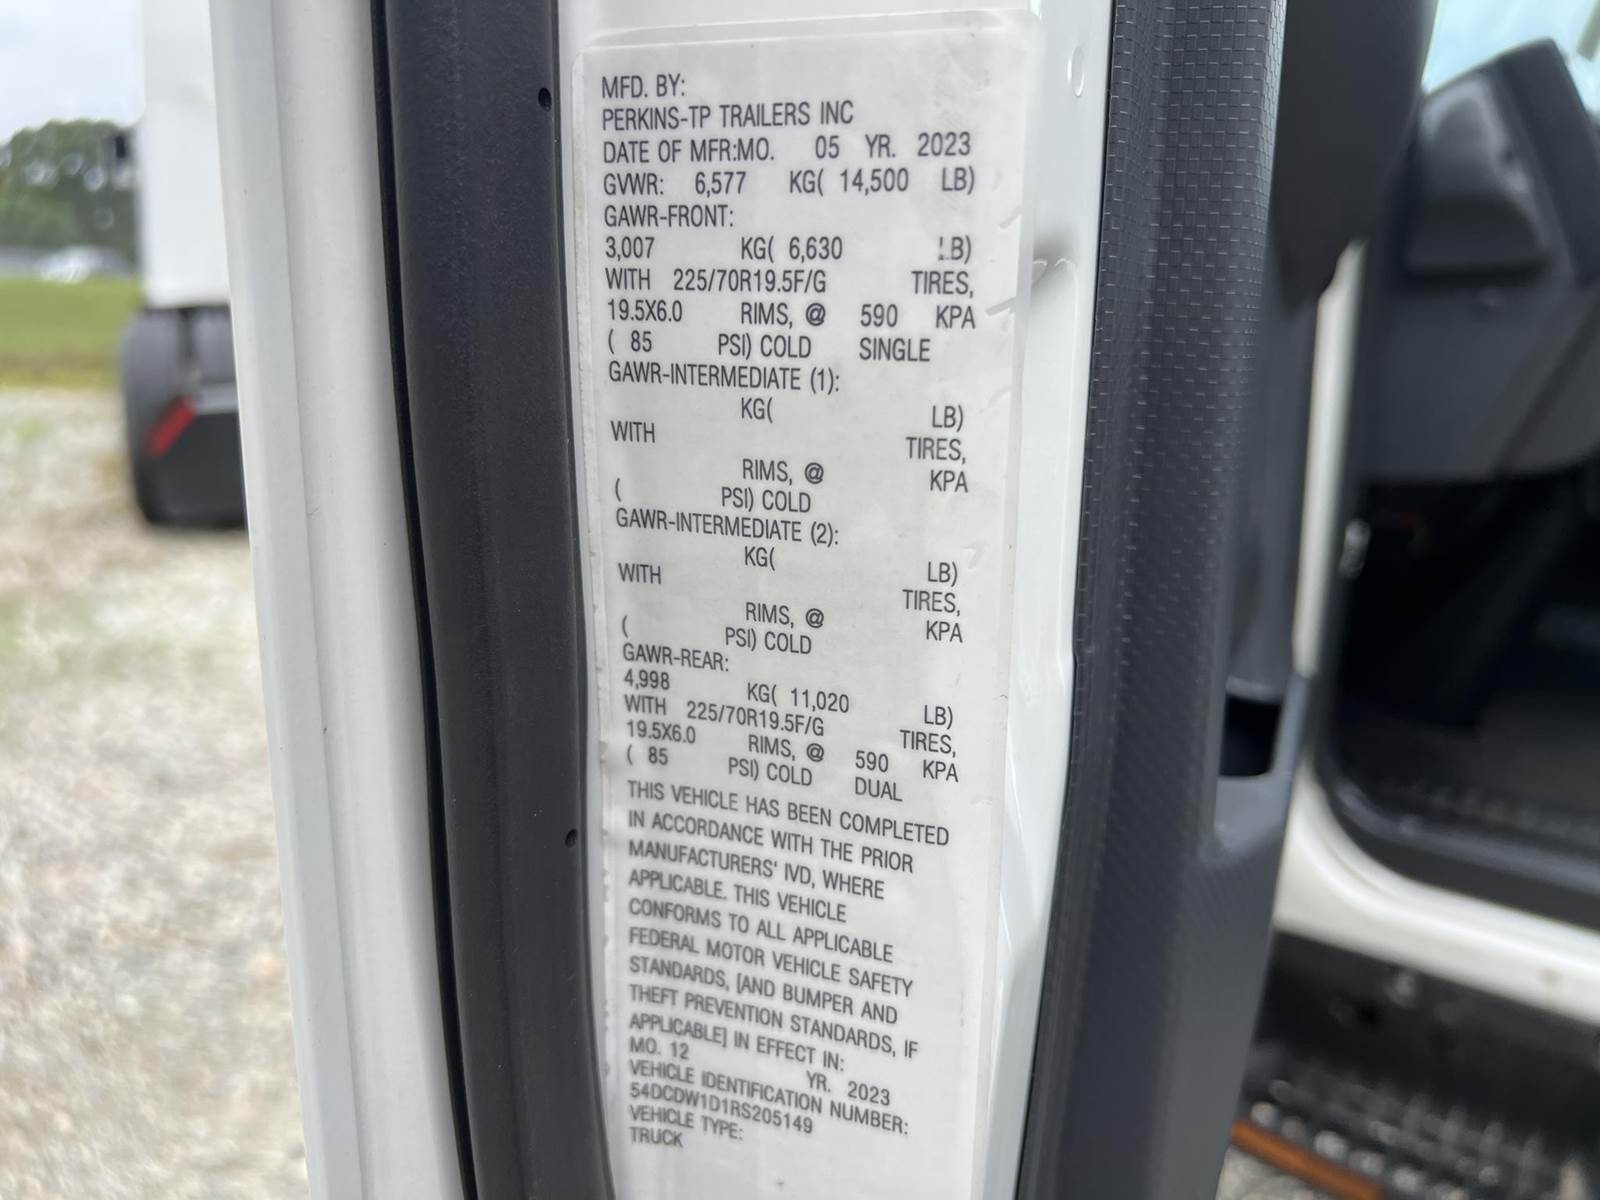 MFD. BY:
PERKINS-TP TRAILERS INC
DATE OF MFR:MO. 05 YR. 2023
GVWR: 6,577 KG( 14,500 LB)
GAWR-FRONT:
3,007 KG( 6,630 LB)
WITH 225/70R19.5F/G TIRES,
19.5X6.0 RIMS, @ 590 KPA
( 85 PSI) COLD SINGLE
GAWR-INTERMEDIATE (1):
KG( LB)
WITH TIRES,
RIMS, @ KPA
( PSI) COLD
GAWR-INTERMEDIATE (2):
KG( LB)
WITH TIRES,
RIMS, @ KPA
( PSI) COLD
GAWR-REAR:
4,998 KG( 11,020 LB)
WITH 225/70R19.5F/G TIRES,
19.5X6.0 RIMS, @ 590 KPA
( 85 PSI) COLD DUAL
THIS VEHICLE HAS BEEN COMPLETED
IN ACCORDANCE WITH THE PRIOR
MANUFACTURERS' IVD, WHERE
APPLICABLE. THIS VEHICLE
CONFORMS TO ALL APPLICABLE
FEDERAL MOTOR VEHICLE SAFETY
STANDARDS, [AND BUMPER AND
THEFT PREVENTION STANDARDS, IF
APPLICABLE] IN EFFECT IN:
MO. 12 YR. 2023
VEHICLE IDENTIFICATION NUMBER:
54DCDW1D1RS205149
VEHICLE TYPE:
TRUCK